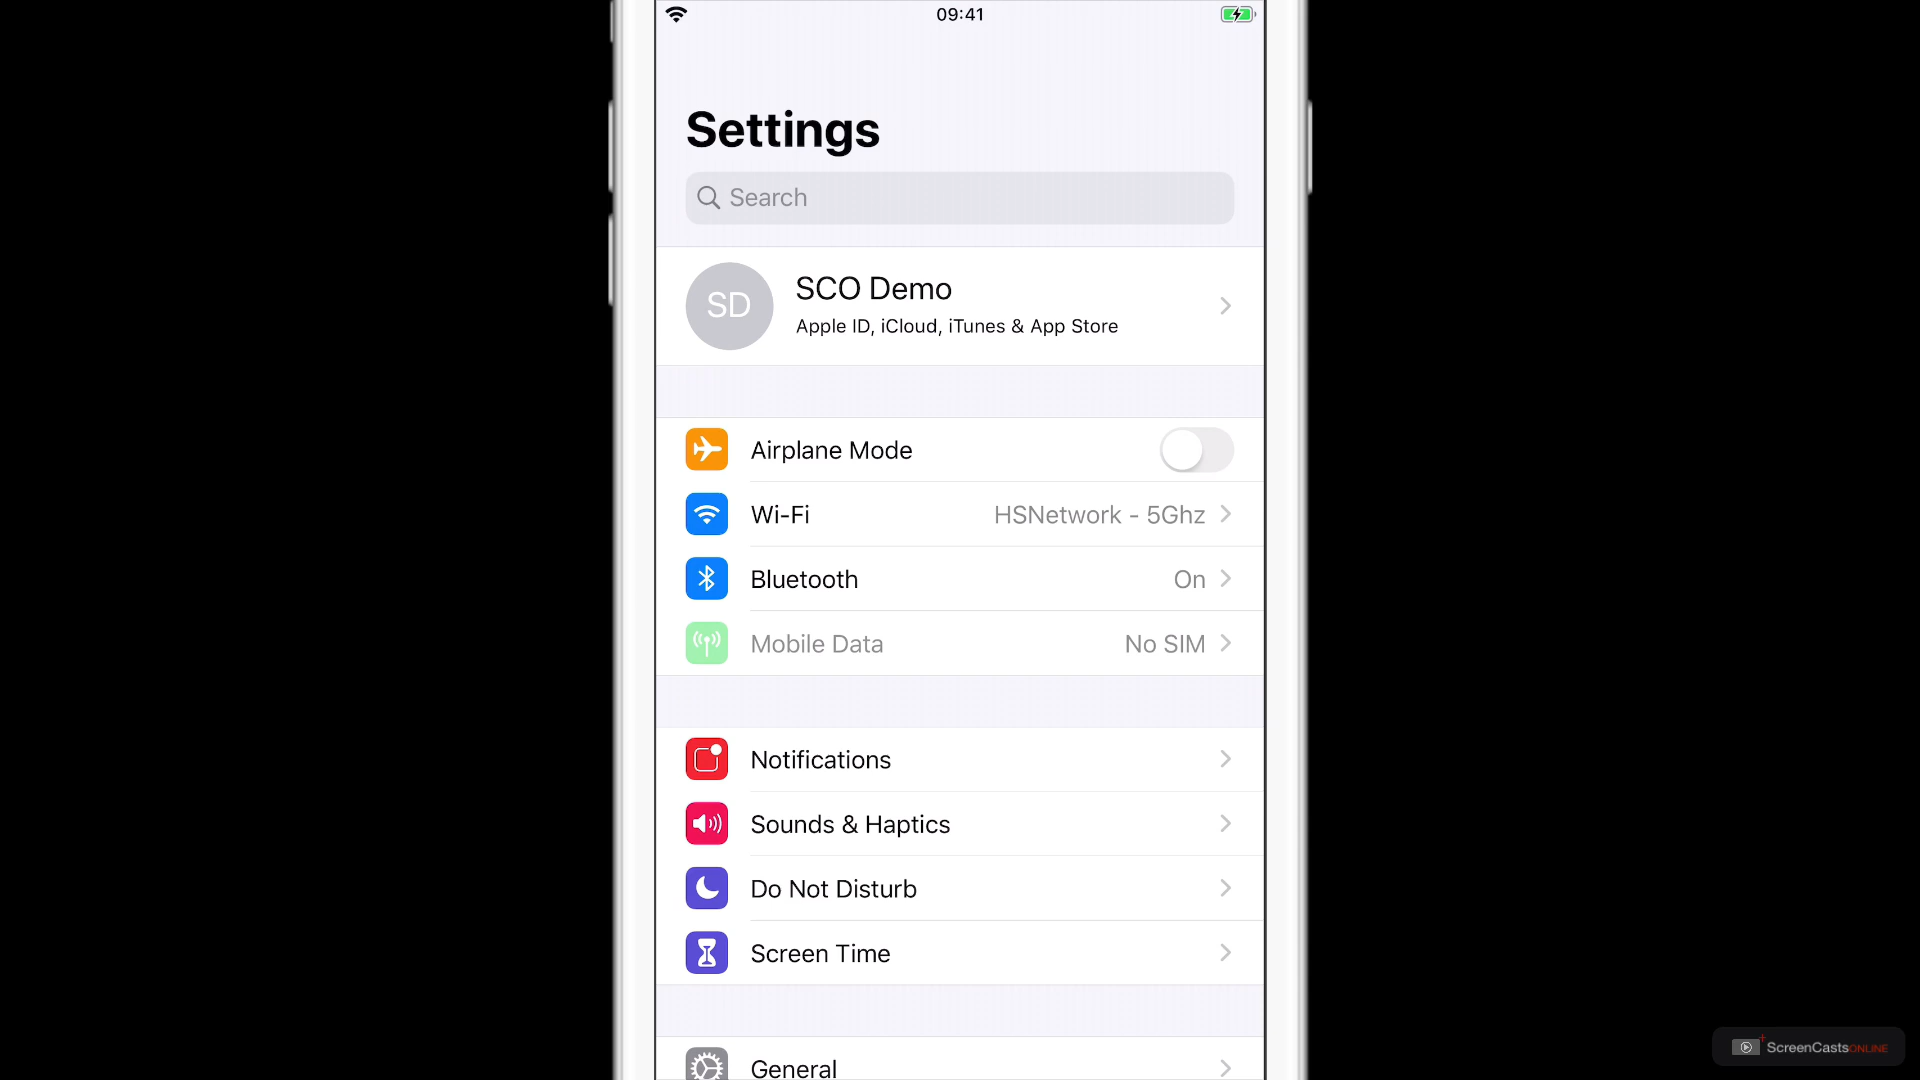 09:41
Settings
Search
SD
SCO Demo
Apple ID, iCloud, iTunes & App Store
Airplane Mode
Wi-Fi HSNetwork - 5Ghz
Bluetooth On
Mobile Data No SIM
Notifications
Sounds & Haptics
Do Not Disturb
Screen Time
General
ScreenCastsONLINE